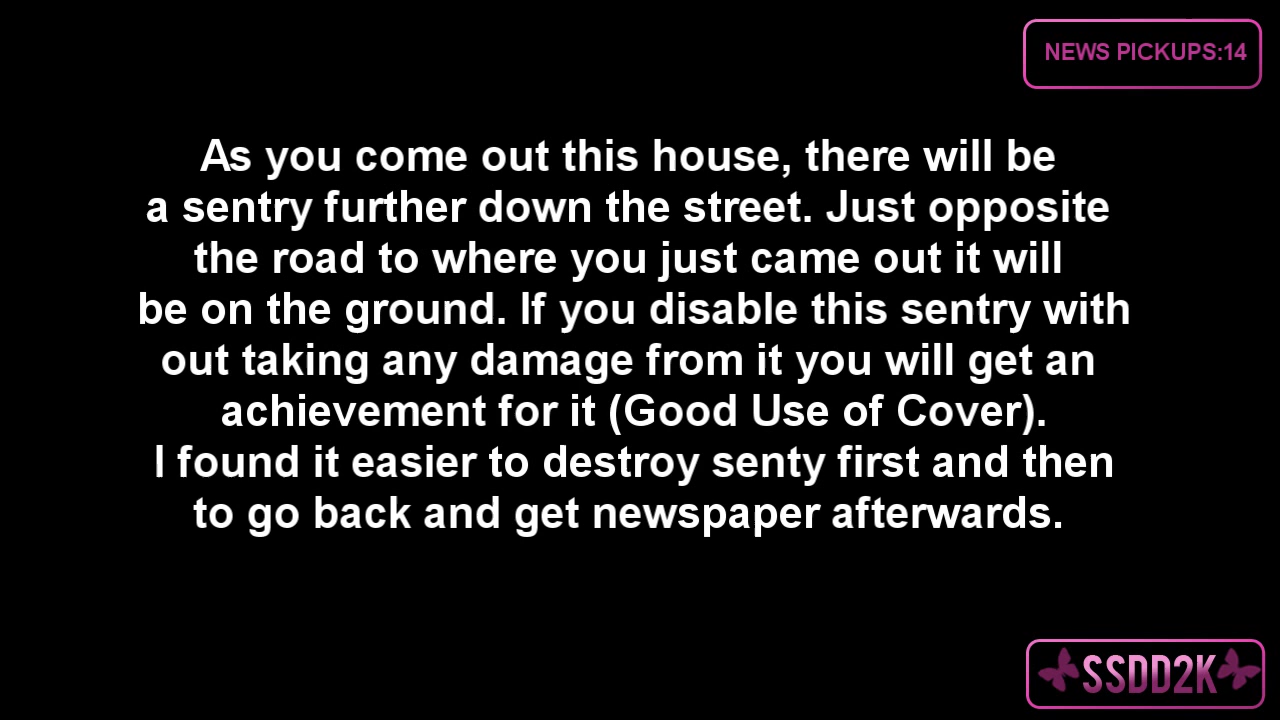 NEWS PICKUPS:14
As you come out this house, there will be
a sentry further down the street. Just opposite
the road to where you just came out it will
be on the ground. If you disable this sentry with
out taking any damage from it you will get an
achievement for it (Good Use of Cover).
I found it easier to destroy senty first and then
to go back and get newspaper afterwards.
SSDD2K